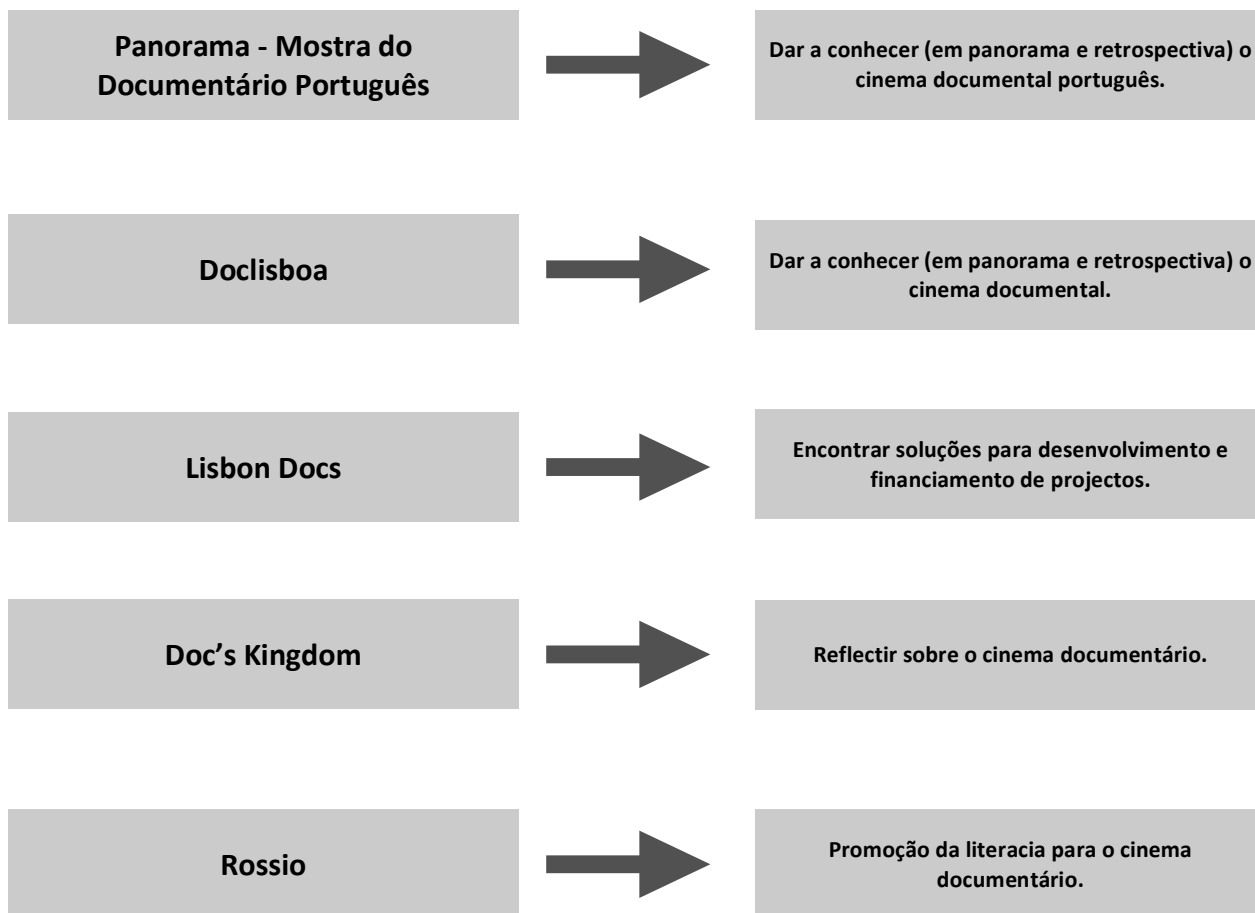 Panorama - Mostra do
Documentário Português
Dar a conhecer (em panorama e retrospectiva) o
cinema documental português.
Doclisboa
Dar a conhecer (em panorama e retrospectiva) o
cinema documental.
Lisbon Docs
Encontrar soluções para desenvolvimento e
financiamento de projectos.
Doc’s Kingdom
Reflectir sobre o cinema documentário.
Rossio
Promoção da literacia para o cinema
documentário.